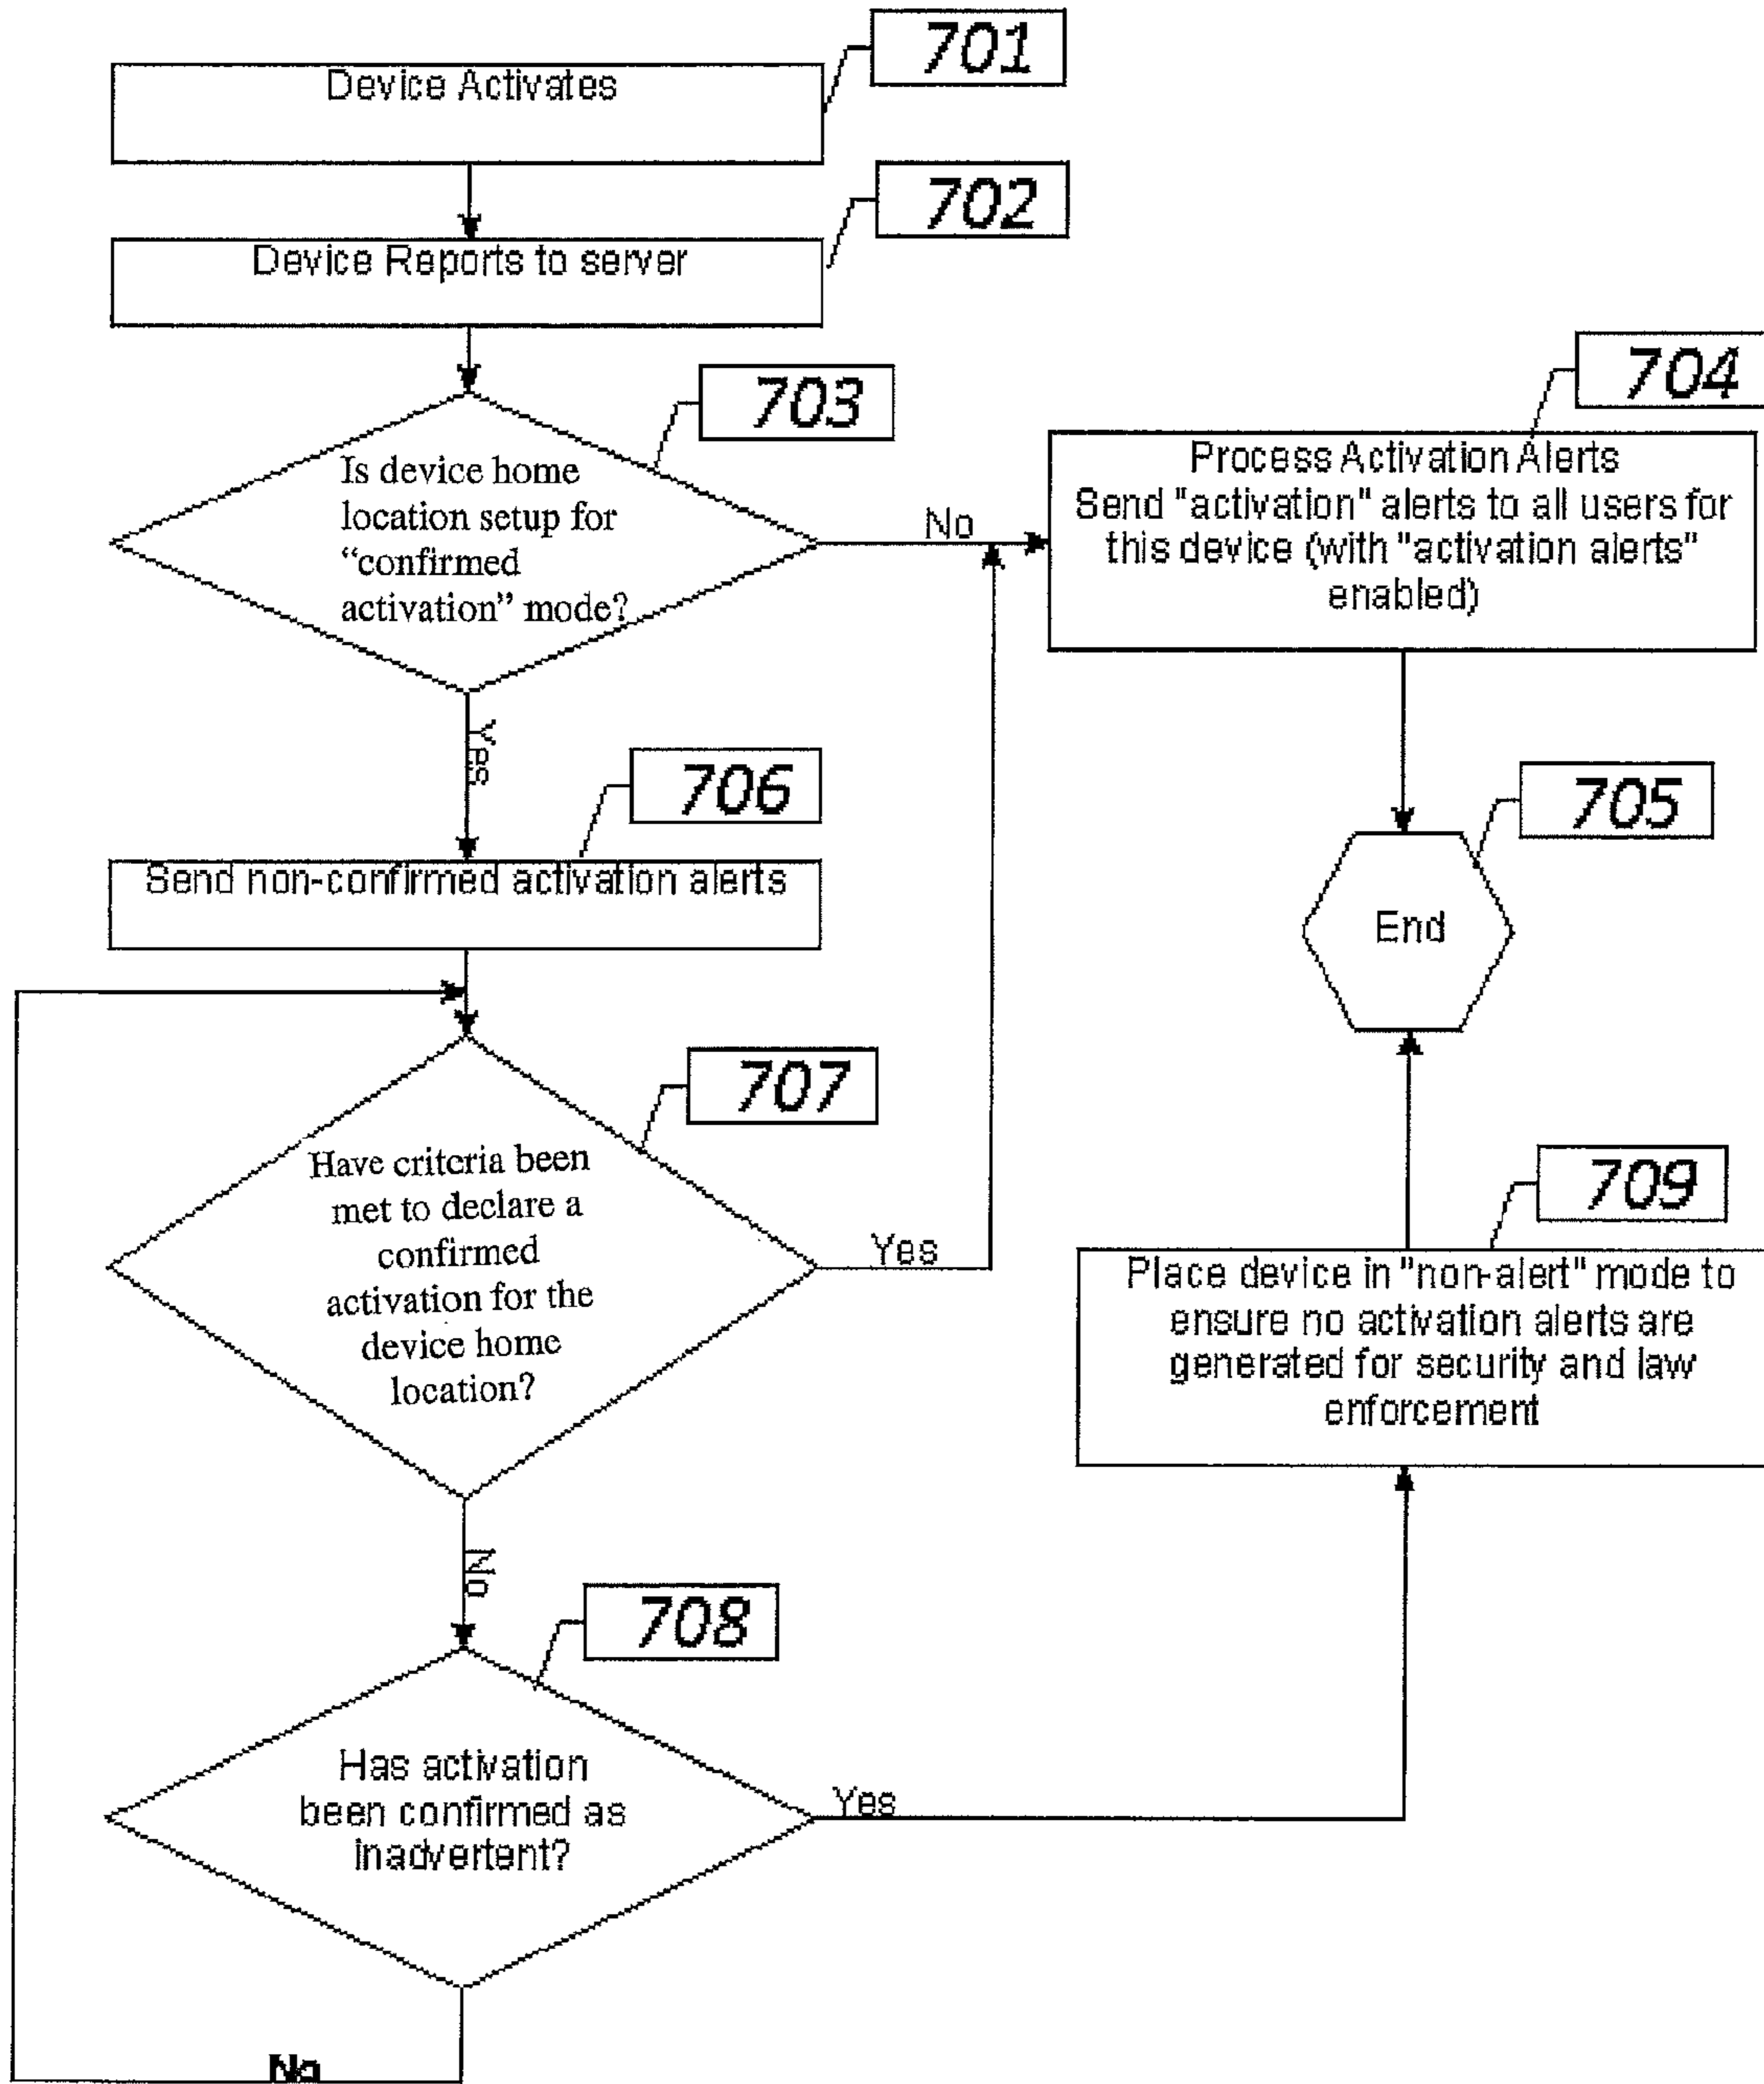 701
Device Activates
702
Device Reports to server
703
Is device home
location setup for
“confirmed
activation” mode?
No
704
Process Activation Alerts
Send "activation" alerts to all users for
this device (with "activation alerts"
enabled)
Yes
706
Send non-confirmed activation alerts
705
End
707
Have criteria been
met to declare a
confirmed
activation for the
device home
location?
Yes
709
Place device in "non-alert" mode to
ensure no activation alerts are
generated for security and law
enforcement
No
708
Has activation
been confirmed as
inadvertent?
Yes
No